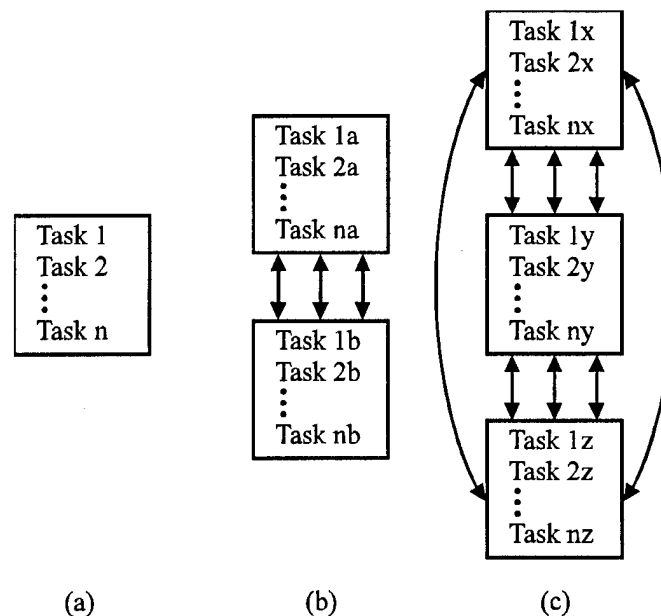 Task 1
Task 2
Task n
(a)
Task 1a
Task 2a
Task na
Task 1b
Task 2b
Task nb
(b)
Task 1x
Task 2x
Task nx
Task 1y
Task 2y
Task ny
Task 1z
Task 2z
Task nz
(c)